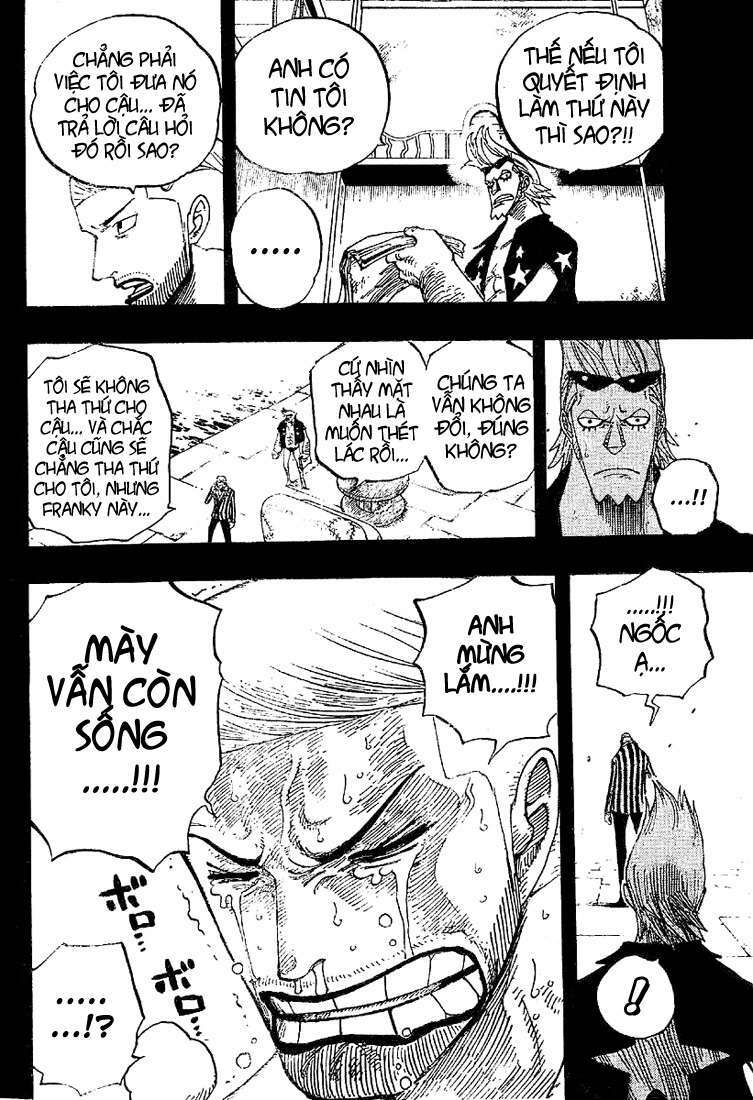 THẾ NẾU TÔI
QUYẾT ĐỊNH
LÀM THỨ NÀY
THÌ SAO?!!
ANH CÓ
TIN TÔI
KHÔNG?
.....
CHẲNG PHẢI
VIỆC TÔI ĐƯA NÓ
CHO CẬU... ĐÃ
TRẢ LỜI CÂU HỎI
ĐÓ RỒI SAO?
...!!
CHÚNG TA
VẪN KHÔNG
ĐỔI, ĐÚNG
KHÔNG?
CỨ NHÌN
THẤY MẶT
NHAU LÀ
MUỐN THÉT
LÁC RỒI...
TÔI SẼ KHÔNG
THA THỨ CHO
CẬU... VÀ CHẮC
CẬU CŨNG SẼ
CHẲNG THA THỨ
CHO TÔI, NHƯNG
FRANKY NÀY...
.....!!!
NGỐC
Ạ...
!
ANH
MỪNG
LẮM....!!!
MÀY
VẪN CÒN
SỐNG
.....!!!
ボロ...
ボロ...
.....
...!?